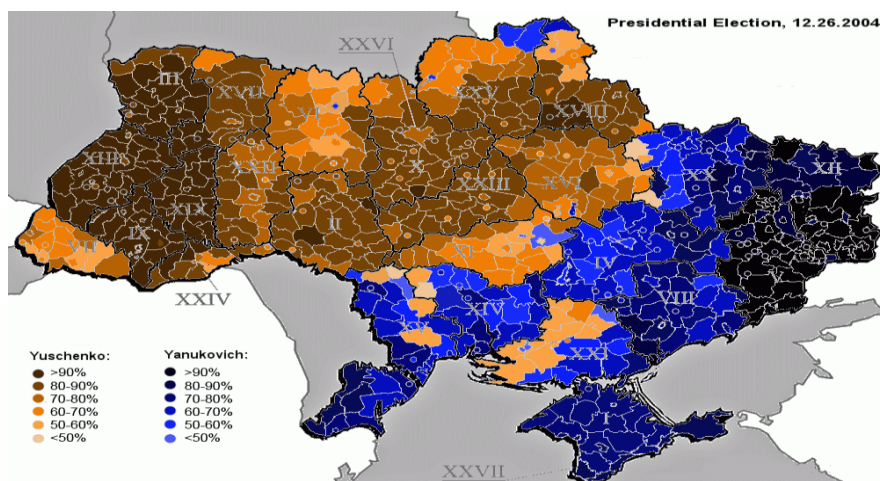 Presidential Election, 12.26.2004
XXVI
III
XVII
VI
XXV
XVIII
XIII
XXII
X
XXIII
XVI
XX
XII
XIX
IX
II
VII
XXIV
IV
V
VIII
XIV
XV
XXI
I
XXVII
Yuschenko:
>90%
80-90%
70-80%
60-70%
50-60%
<50%
Yanukovich:
>90%
80-90%
70-80%
60-70%
50-60%
<50%